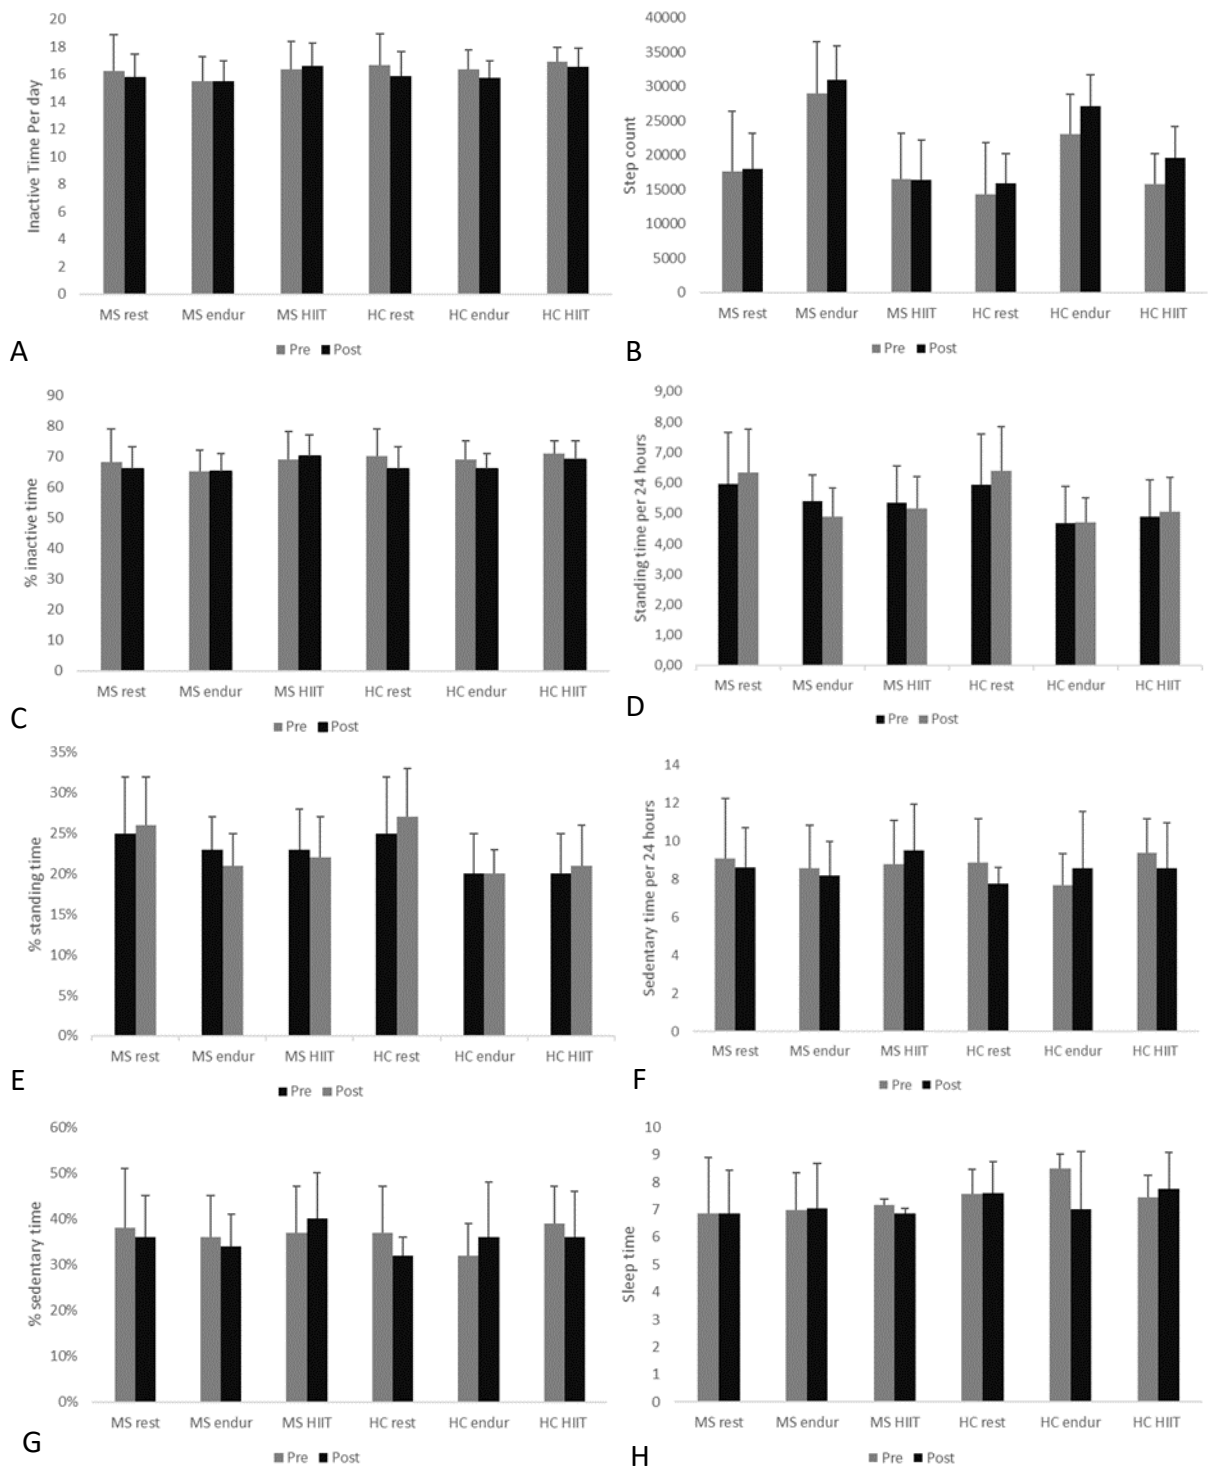 Inactive Time Per day
20
18
16
14
12
10
8
6
4
2
0
MS rest MS endur MS HIIT HC rest HC endur HC HIIT
Pre Post
A
Step count
40000
35000
30000
25000
20000
15000
10000
5000
0
MS rest MS endur MS HIIT HC rest HC endur HC HIIT
Pre Post
B
% inactive time
90
80
70
60
50
40
30
20
10
0
MS rest MS endur MS HIIT HC rest HC endur HC HIIT
Pre Post
C
Standing time per 24 hours
9,00
8,00
7,00
6,00
5,00
4,00
3,00
2,00
1,00
0,00
MS rest MS endur MS HIIT HC rest HC endur HC HIIT
Pre Post
D
% standing time
35%
30%
25%
20%
15%
10%
5%
0%
MS rest MS endur MS HIIT HC rest HC endur HC HIIT
Pre Post
E
Sedentary time per 24 hours
14
12
10
8
6
4
2
0
MS rest MS endur MS HIIT HC rest HC endur HC HIIT
Pre Post
F
% sedentary time
60%
50%
40%
30%
20%
10%
0%
MS rest MS endur MS HIIT HC rest HC endur HC HIIT
Pre Post
G
Sleep time
10
9
8
7
6
5
4
3
2
1
0
MS rest MS endur MS HIIT HC rest HC endur HC HIIT
Pre Post
H